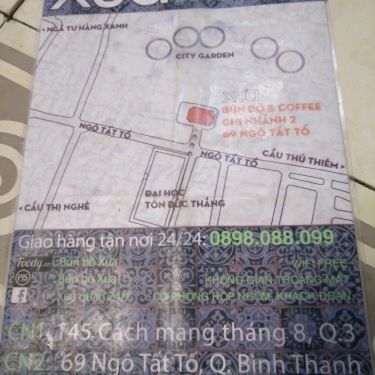 Xưa
NGÃ TƯ HÀNG XANH
CITY GARDEN
xưa
BÚN BÒ & COFFEE
CHI NHÁNH 2
69 NGÔ TẤT TỐ
NGÔ TẤT TỐ
NGÔ TẤT TỐ
CẦU THỦ THIÊM
ĐẠI HỌC
TÔN ĐỨC THẮNG
CẦU THỊ NGHÈ
Giao hàng tận nơi 24/24: 0898.088.099
foody.vn : Bún bò Xưa
WIFI FREE
Bún bò Xưa
KHÔNG GIAN THOÁNG MÁT
Xưa quán 24/7
CÓ PHÒNG HỌP NHÓM, KHÁCH ĐOÀN
CN1: 145 Cách mạng tháng 8, Q.3
CN2: 69 Ngô Tất Tố, Q. Bình Thạnh